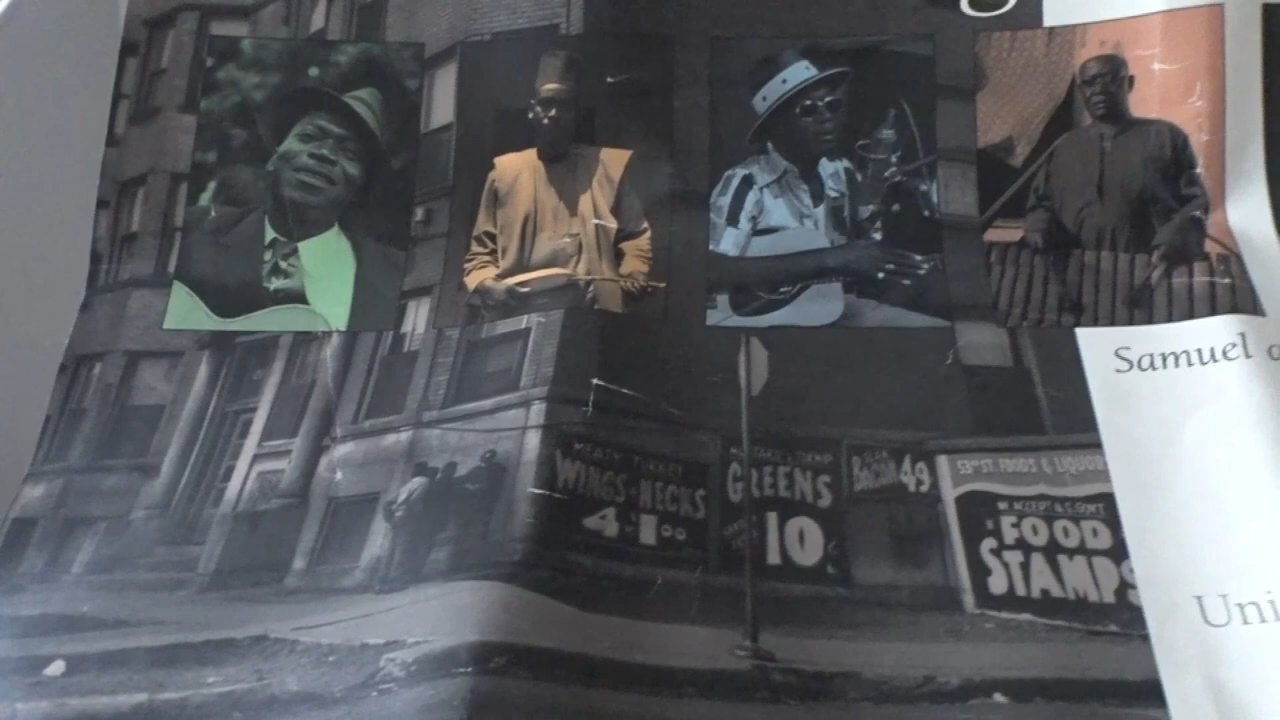 g
Samuel
MEATY TURKEY
WINGS-NECKS
4-$1.00
GREENS
10¢
SLAB
BACON 49
53RD ST. FOODS & LIQUORS
WE ACCEPT U.S. GOV'T
FOOD
STAMPS
Uni